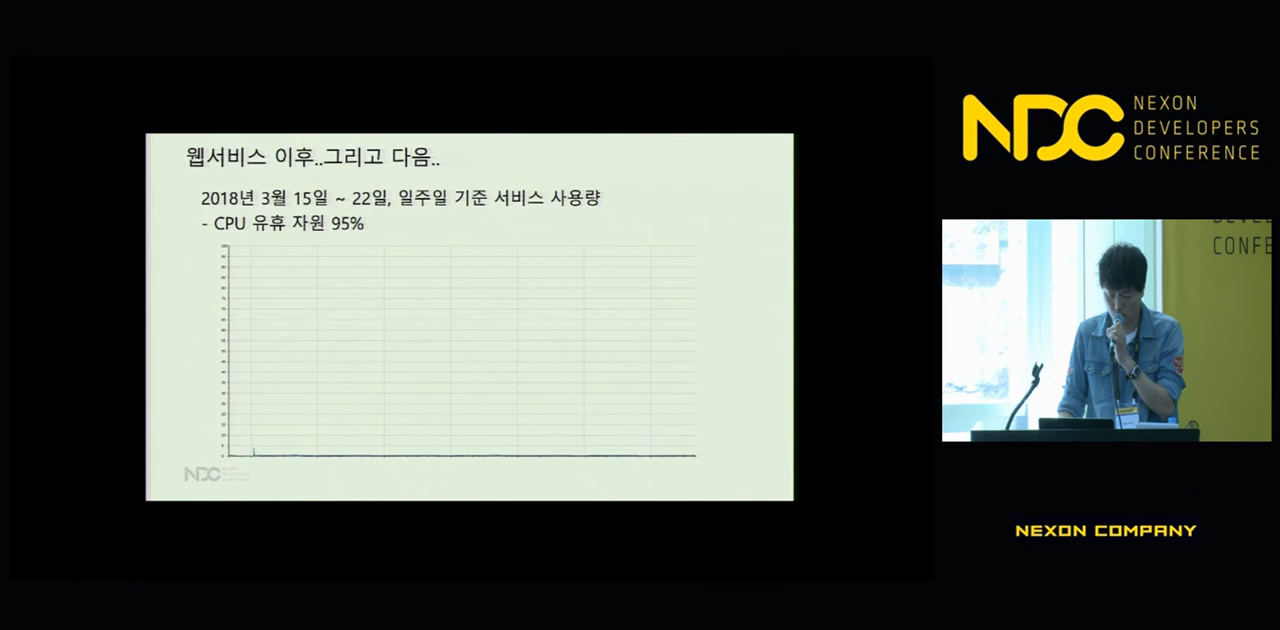 웹서비스 이후..그리고 다음..
2018년 3월 15일 ~ 22일, 일주일 기준 서비스 사용량
- CPU 유휴 자원 95%
NDC
NDC
NEXON
DEVELOPERS
CONFERENCE
CONFE
NEXON COMPANY